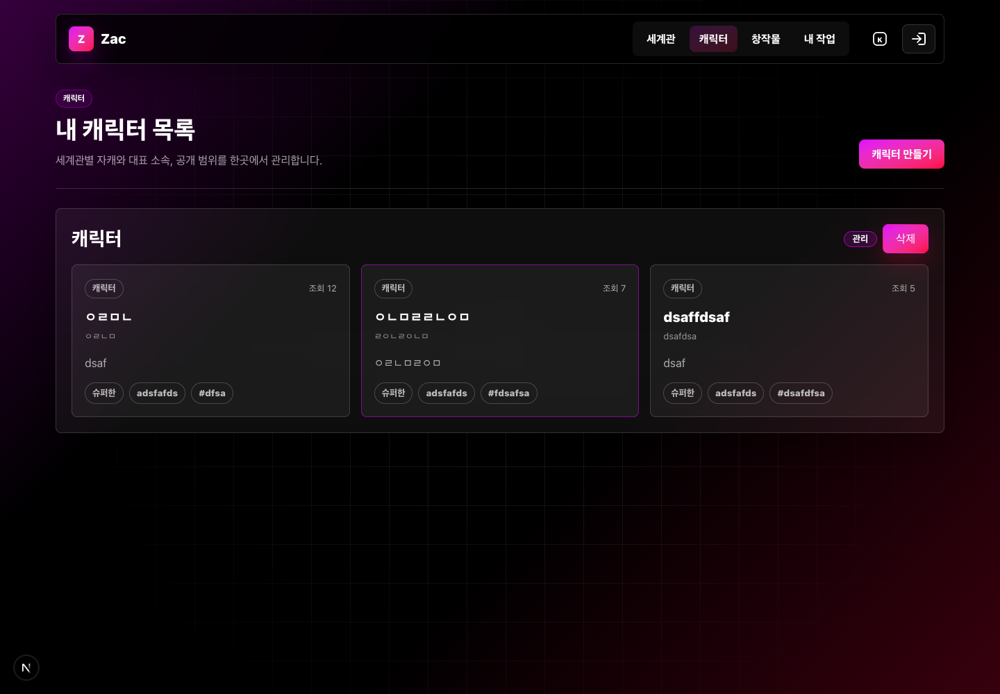 Z Zac 세계관 캐릭터 창작물 내 작업 K
캐릭터
내 캐릭터 목록
세계관별 자캐와 대표 소속, 공개 범위를 한곳에서 관리합니다.
캐릭터 만들기
캐릭터 관리 삭제
캐릭터 조회 12
ㅇㄹㅁㄴ
ㅇㄹㄴㅁ
dsaf
슈퍼한 adsfafds #dfsa
캐릭터 조회 7
ㅇㄴㅁㄹㄹㄴㅇㅁ
ㄹㅇㄴㄹㅇㄴㅁ
ㅇㄹㄴㅁㄹㅇㅁ
슈퍼한 adsfafds #fdsafsa
캐릭터 조회 5
dsaffdsaf
dsafdsa
dsaf
슈퍼한 adsfafds #dsafdfsa
N